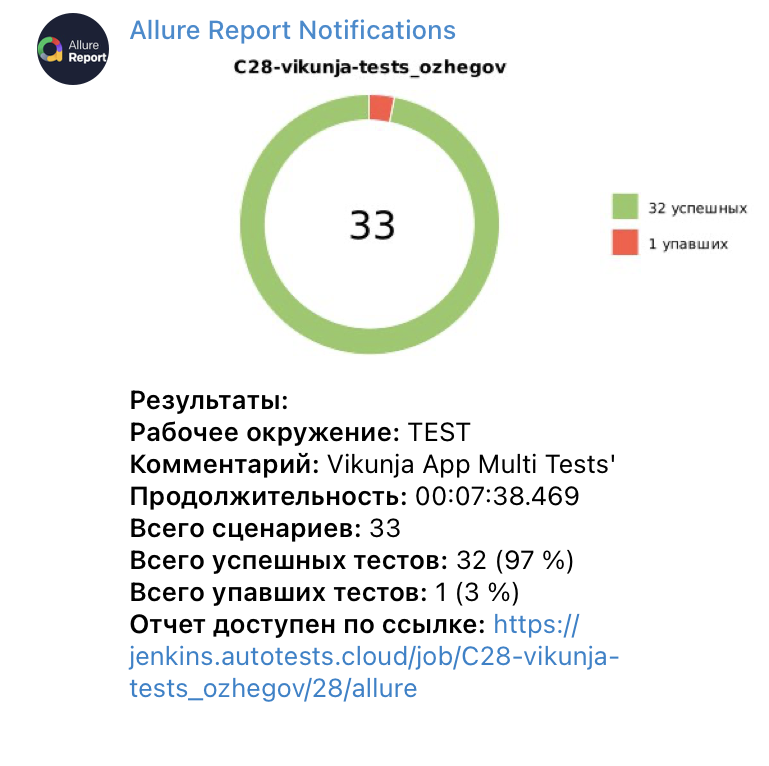 Allure Report Notifications
Allure
Report
C28-vikunja-tests_ozhegov
33
32 успешных
1 упавших
Результаты:
Рабочее окружение: TEST
Комментарий: Vikunja App Multi Tests'
Продолжительность: 00:07:38.469
Всего сценариев: 33
Всего успешных тестов: 32 (97 %)
Всего упавших тестов: 1 (3 %)
Отчет доступен по ссылке: https://
jenkins.autotests.cloud/job/C28-vikunja-
tests_ozhegov/28/allure